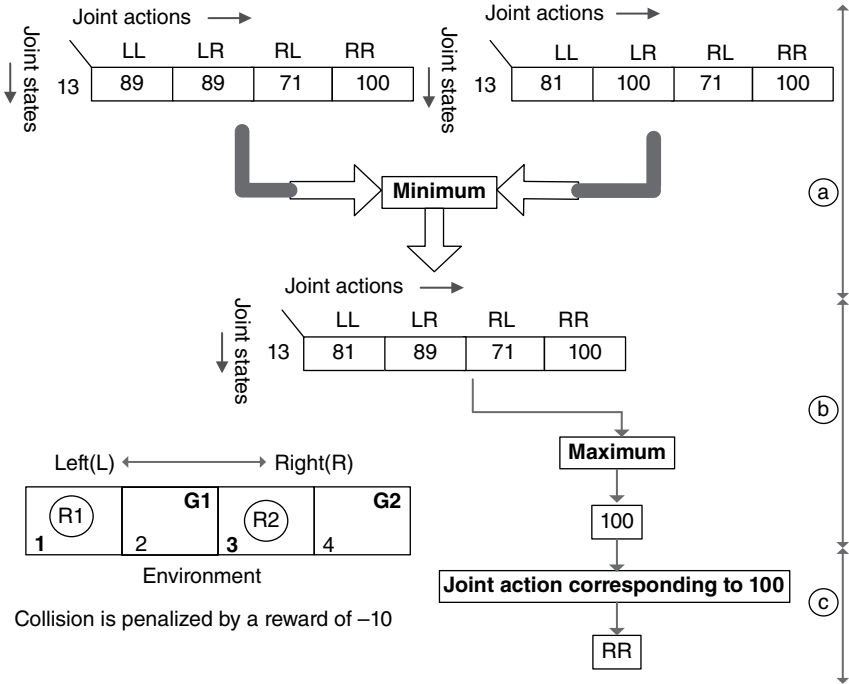 Joint actions
Joint states
LL LR RL RR
13 89 89 71 100
Joint actions
Joint states
LL LR RL RR
13 81 100 71 100
Minimum
a
Joint actions
Joint states
LL LR RL RR
13 81 89 71 100
b
Maximum
100
Left(L) Right(R)
R1 G1 R2 G2
1 2 3 4
Environment
Collision is penalized by a reward of –10
Joint action corresponding to 100
c
RR